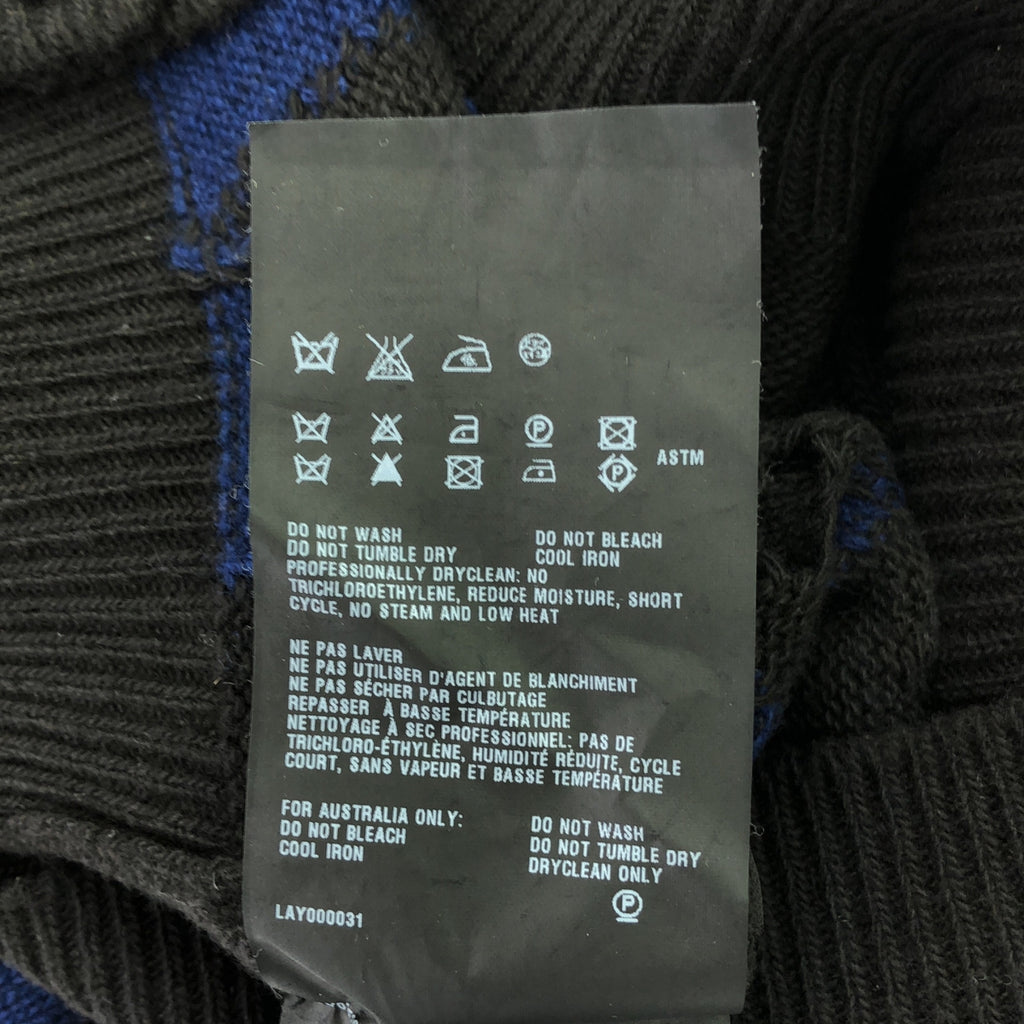 ASTM
DO NOT WASH
DO NOT BLEACH
DO NOT TUMBLE DRY
COOL IRON
PROFESSIONALLY DRYCLEAN: NO
TRICHLOROETHYLENE, REDUCE MOISTURE, SHORT
CYCLE, NO STEAM AND LOW HEAT
NE PAS LAVER
NE PAS UTILISER D'AGENT DE BLANCHIMENT
NE PAS SÉCHER PAR CULBUTAGE
REPASSER À BASSE TEMPÉRATURE
NETTOYAGE À SEC PROFESSIONNEL: PAS DE
TRICHLORO-ÉTHYLÈNE, HUMIDITÉ RÉDUITE, CYCLE
COURT, SANS VAPEUR ET BASSE TEMPÉRATURE
FOR AUSTRALIA ONLY:
DO NOT BLEACH
COOL IRON
DO NOT WASH
DO NOT TUMBLE DRY
DRYCLEAN ONLY
P
LAY000031